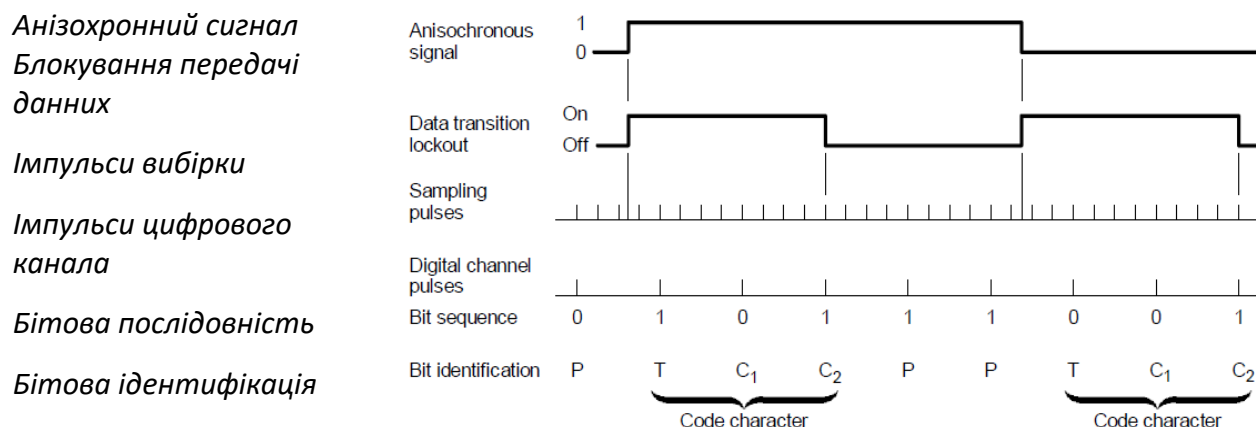 Анізохронний сигнал
Блокування передачі
данних
Імпульси вибірки
Імпульси цифрового
канала
Бітова послідовність
Бітова ідентифікація
Anisochronous
signal
1
0
Data transition
lockout
On
Off
Sampling
pulses
Digital channel
pulses
Bit sequence 0 1 0 1 1 1 0 0 1
Bit identification P T C1 C2 P P T C1 C2
Code character Code character